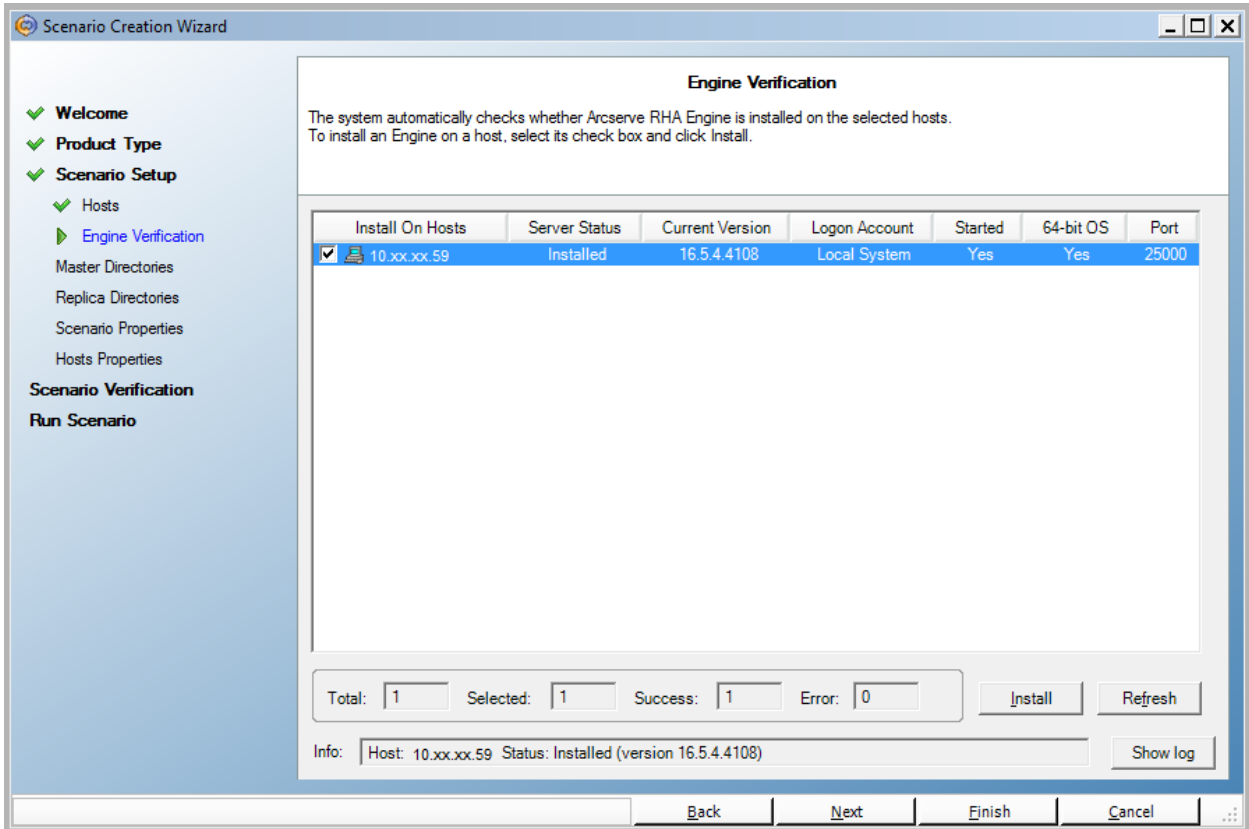 Scenario Creation Wizard
Engine Verification
The system automatically checks whether Arcserve RHA Engine is installed on the selected hosts.
To install an Engine on a host, select its check box and click Install.
Welcome
Product Type
Scenario Setup
Hosts
Engine Verification
Master Directories
Replica Directories
Scenario Properties
Hosts Properties
Scenario Verification
Run Scenario
Install On Hosts Server Status Current Version Logon Account Started 64-bit OS Port
10.xx.xx.59 Installed 16.5.4.4108 Local System Yes Yes 25000
Total: 1 Selected: 1 Success: 1 Error: 0 Install Refresh
Info: Host: 10.xx.xx.59 Status: Installed (version 16.5.4.4108) Show log
Back Next Finish Cancel